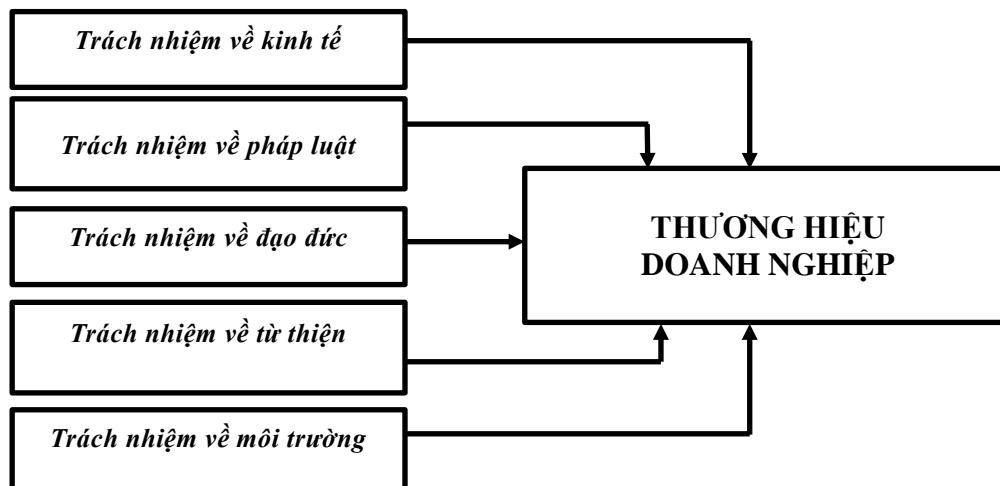 Trách nhiệm về kinh tế
Trách nhiệm về pháp luật
Trách nhiệm về đạo đức
Trách nhiệm về từ thiện
Trách nhiệm về môi trường
THƯƠNG HIỆU
DOANH NGHIỆP